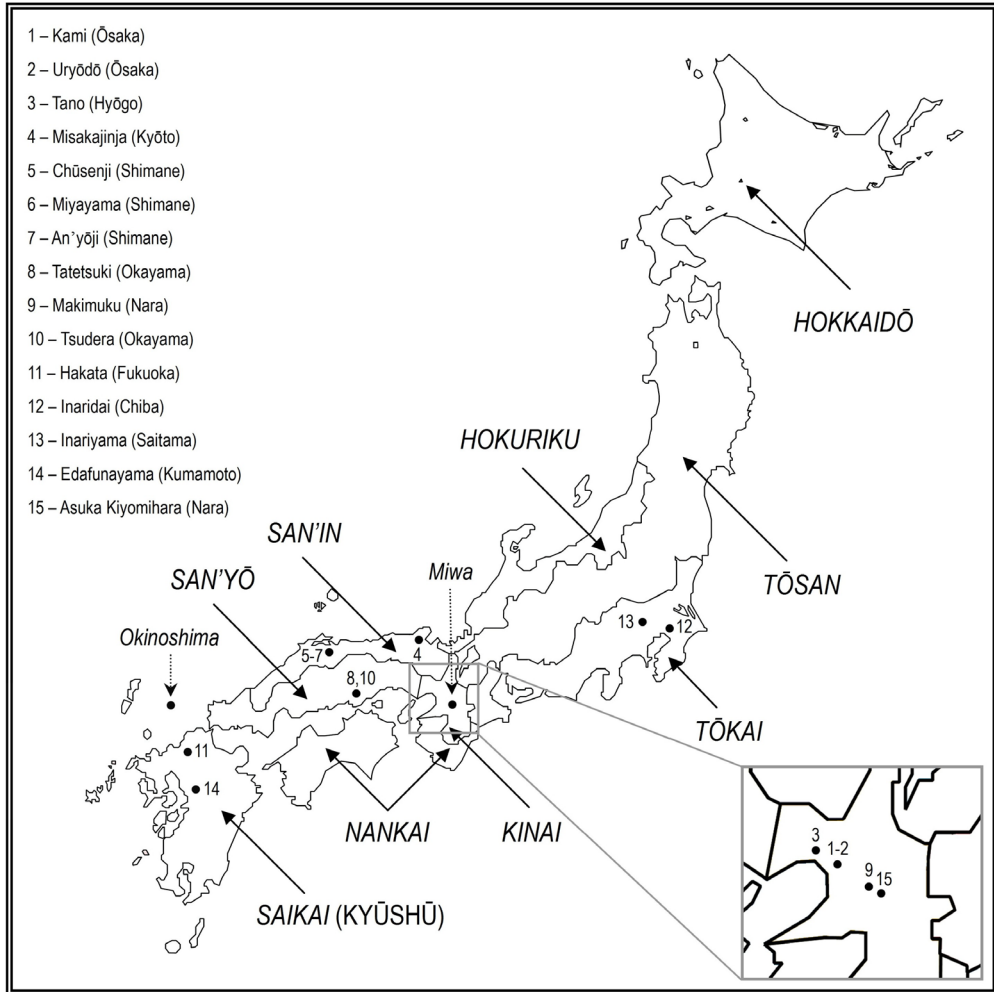 1 – Kami (Ōsaka)
2 – Uryōdō (Ōsaka)
3 – Tano (Hyōgo)
4 – Misakajinja (Kyōto)
5 – Chūsenji (Shimane)
6 – Miyayama (Shimane)
7 – An’yōji (Shimane)
8 – Tatetsuki (Okayama)
9 – Makimuku (Nara)
10 – Tsudera (Okayama)
11 – Hakata (Fukuoka)
12 – Inaridai (Chiba)
13 – Inariyama (Saitama)
14 – Edafunayama (Kumamoto)
15 – Asuka Kiyomihara (Nara)
HOKKAIDŌ
HOKURIKU
SAN’IN
Miwa
SAN’YŌ
TŌSAN
Okinoshima
13
12
4
5-7
8,10
TŌKAI
11
14
NANKAI
KINAI
3
1-2
9
15
SAIKAI (KYŪSHŪ)